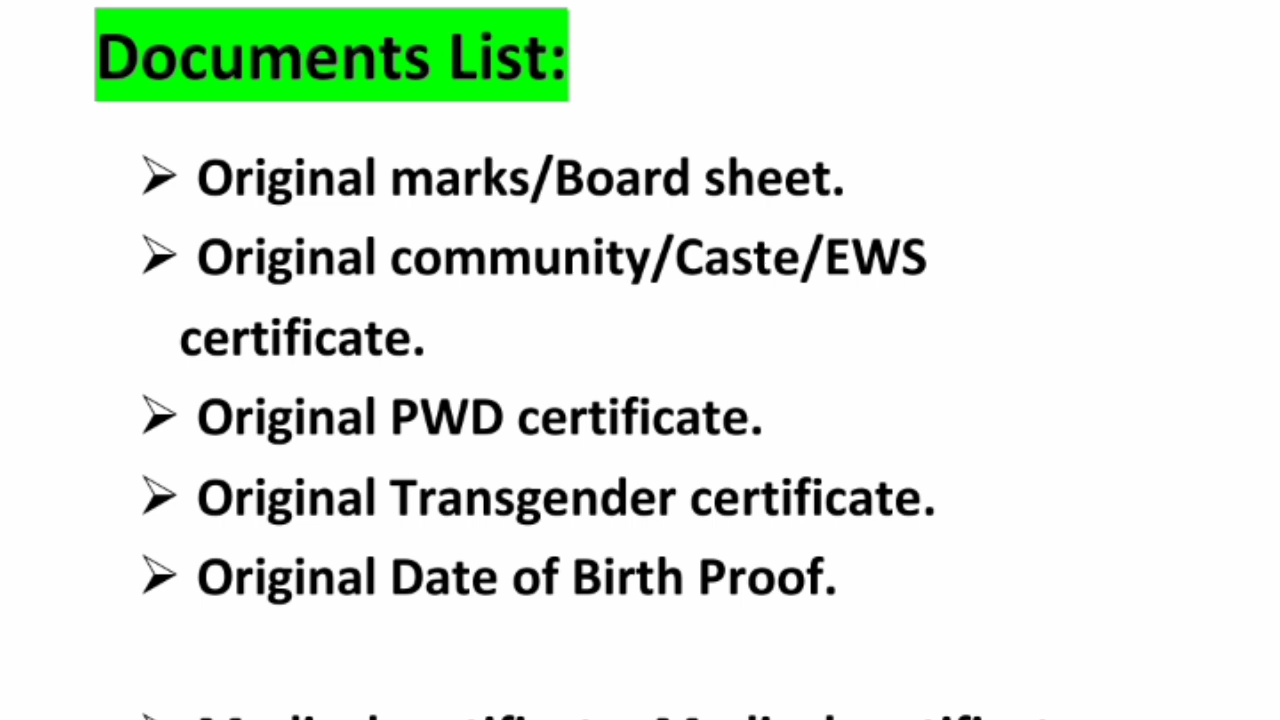 Documents List:
➢ Original marks/Board sheet.
➢ Original community/Caste/EWS
certificate.
➢ Original PWD certificate.
➢ Original Transgender certificate.
➢ Original Date of Birth Proof.